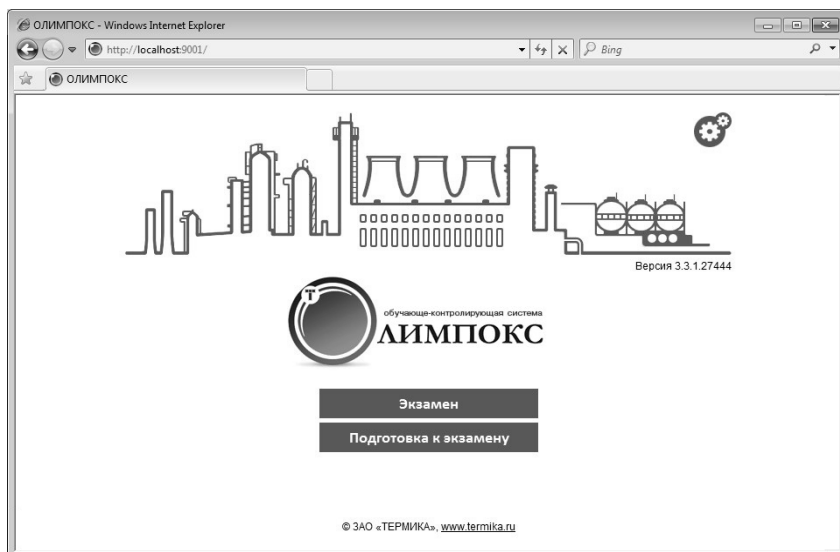 ОЛИМПОКС - Windows Internet Explorer
http://localhost:9001/
Bing
ОЛИМПОКС
Версия 3.3.1.27444
обучающе-контролирующая система
ОЛИМПОКС
Экзамен
Подготовка к экзамену
© ЗАО «ТЕРМИКА», www.termika.ru